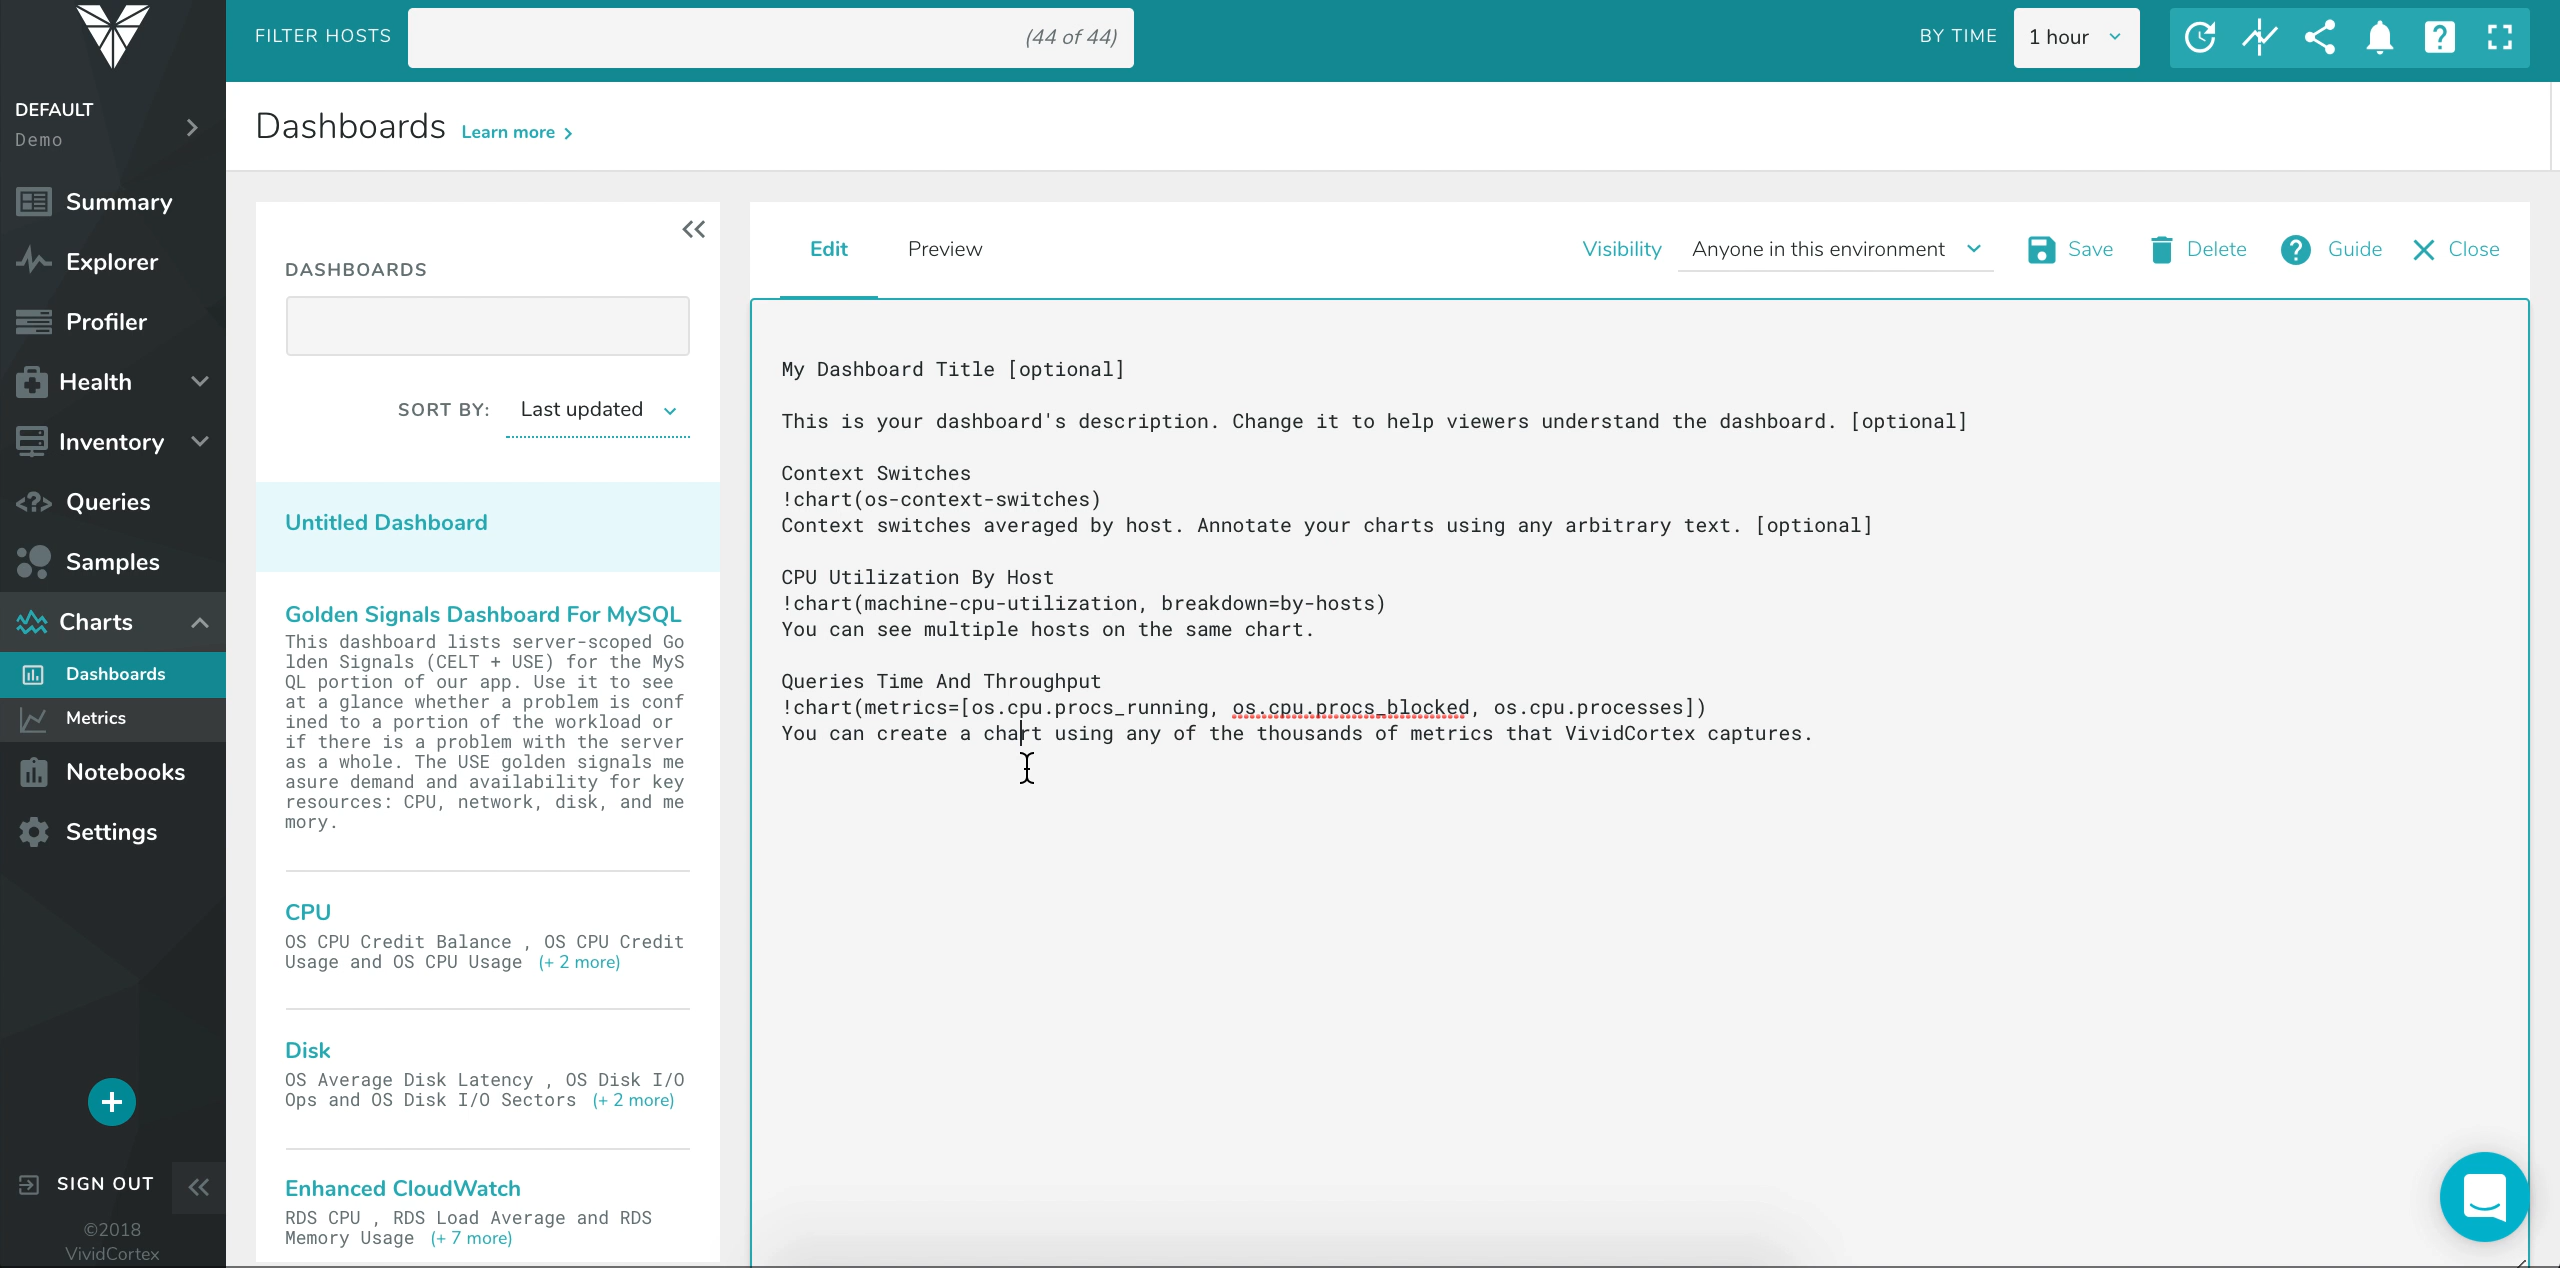 FILTER HOSTS
(44 of 44)
BY TIME
1 hour
DEFAULT
Demo
Summary
Explorer
Profiler
Health
Inventory
Queries
Samples
Charts
Dashboards
Metrics
Notebooks
Settings
SIGN OUT
©2018
VividCortex
Dashboards
Learn more
DASHBOARDS
SORT BY: Last updated
Untitled Dashboard
Golden Signals Dashboard For MySQL
This dashboard lists server-scoped Go
lden Signals (CELT + USE) for the MyS
QL portion of our app. Use it to see
at a glance whether a problem is conf
ined to a portion of the workload or
if there is a problem with the server
as a whole. The USE golden signals me
asure demand and availability for key
resources: CPU, network, disk, and me
mory.
CPU
OS CPU Credit Balance , OS CPU Credit
Usage and OS CPU Usage (+ 2 more)
Disk
OS Average Disk Latency , OS Disk I/O
Ops and OS Disk I/O Sectors (+ 2 more)
Enhanced CloudWatch
RDS CPU , RDS Load Average and RDS
Memory Usage (+ 7 more)
Edit
Preview
Visibility
Anyone in this environment
Save
Delete
Guide
Close
My Dashboard Title [optional]
This is your dashboard's description. Change it to help viewers understand the dashboard. [optional]
Context Switches
!chart(os-context-switches)
Context switches averaged by host. Annotate your charts using any arbitrary text. [optional]
CPU Utilization By Host
!chart(machine-cpu-utilization, breakdown=by-hosts)
You can see multiple hosts on the same chart.
Queries Time And Throughput
!chart(metrics=[os.cpu.procs_running, os.cpu.procs_blocked, os.cpu.processes])
You can create a chart using any of the thousands of metrics that VividCortex captures.